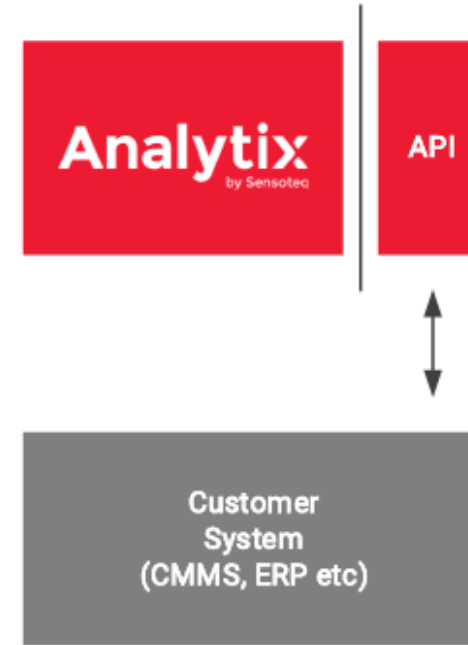 Analytix
by Sensoteq
API
Customer
System
(CMMS, ERP etc)